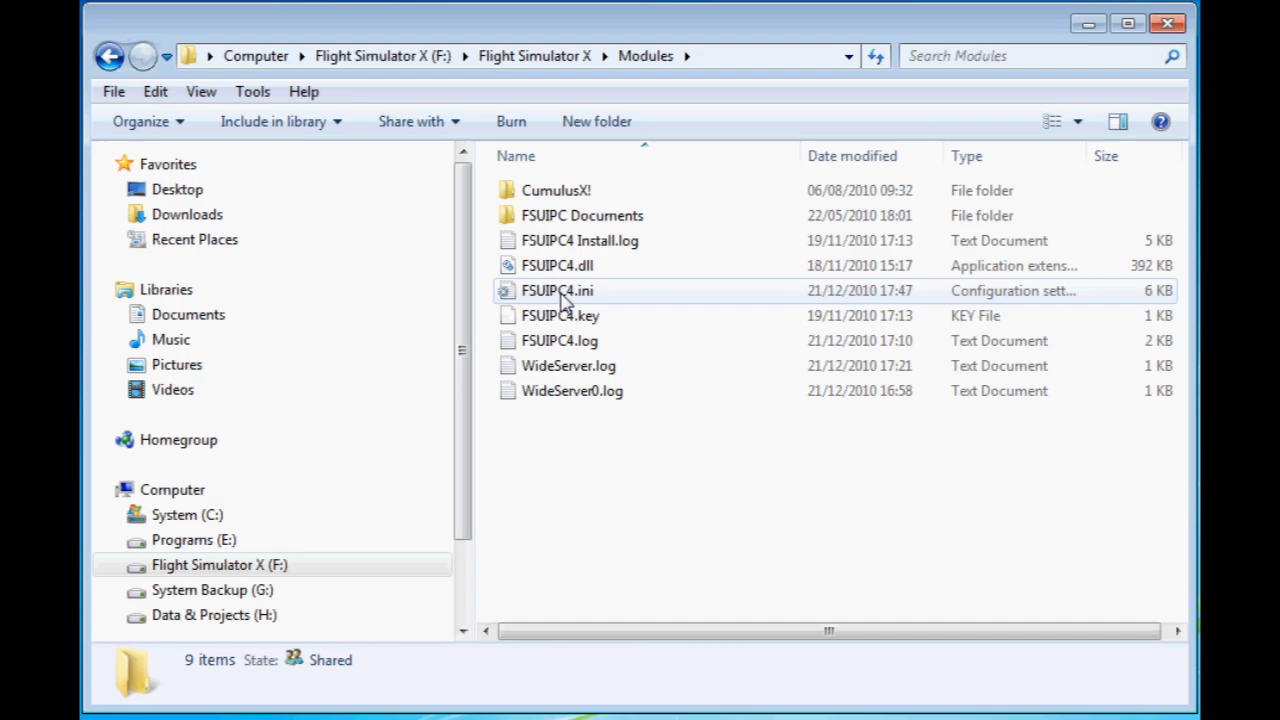 Computer Flight Simulator X (F:) Flight Simulator X Modules Search Modules
File Edit View Tools Help
Organize Include in library Share with Burn New folder
Favorites
Desktop
Downloads
Recent Places
Libraries
Documents
Music
Pictures
Videos
Homegroup
Computer
System (C:)
Programs (E:)
Flight Simulator X (F:)
System Backup (G:)
Data & Projects (H:)
Name Date modified Type Size
CumulusX! 06/08/2010 09:32 File folder
FSUIPC Documents 22/05/2010 18:01 File folder
FSUIPC4 Install.log 19/11/2010 17:13 Text Document 5 KB
FSUIPC4.dll 18/11/2010 15:17 Application extens... 392 KB
FSUIPC4.ini 21/12/2010 17:47 Configuration sett... 6 KB
FSUIPC4.key 19/11/2010 17:13 KEY File 1 KB
FSUIPC4.log 21/12/2010 17:10 Text Document 2 KB
WideServer.log 21/12/2010 17:21 Text Document 1 KB
WideServer0.log 21/12/2010 16:58 Text Document 1 KB
9 items State: Shared